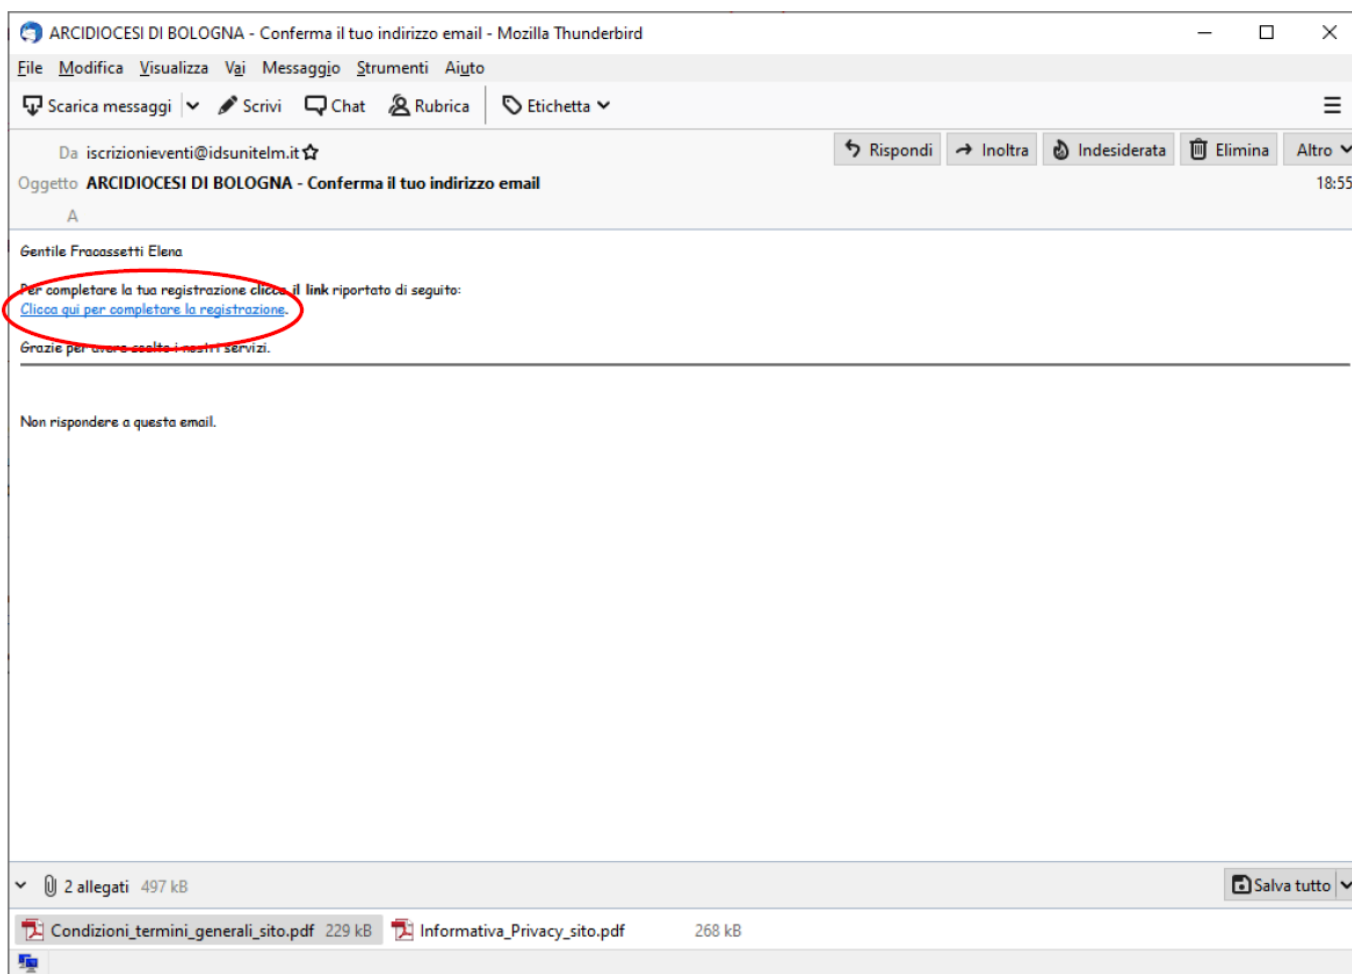 ARCIDIOCESI DI BOLOGNA - Conferma il tuo indirizzo email - Mozilla Thunderbird
File Modifica Visualizza Vai Messaggio Strumenti Aiuto
Scarica messaggi Scrivi Chat Rubrica Etichetta
Da iscrizionieventi@idsunitelm.it Rispondi Inoltra Indesiderata Elimina Altro
Oggetto ARCIDIOCESI DI BOLOGNA - Conferma il tuo indirizzo email 18:55
A
Gentile Fracassetti Elena
Per completare la tua registrazione clicca il link riportato di seguito:
Clicca qui per completare la registrazione.
Grazie per avere scelto i nostri servizi.
Non rispondere a questa email.
2 allegati 497 kB Salva tutto
Condizioni_termini_generali_sito.pdf 229 kB Informativa_Privacy_sito.pdf 268 kB